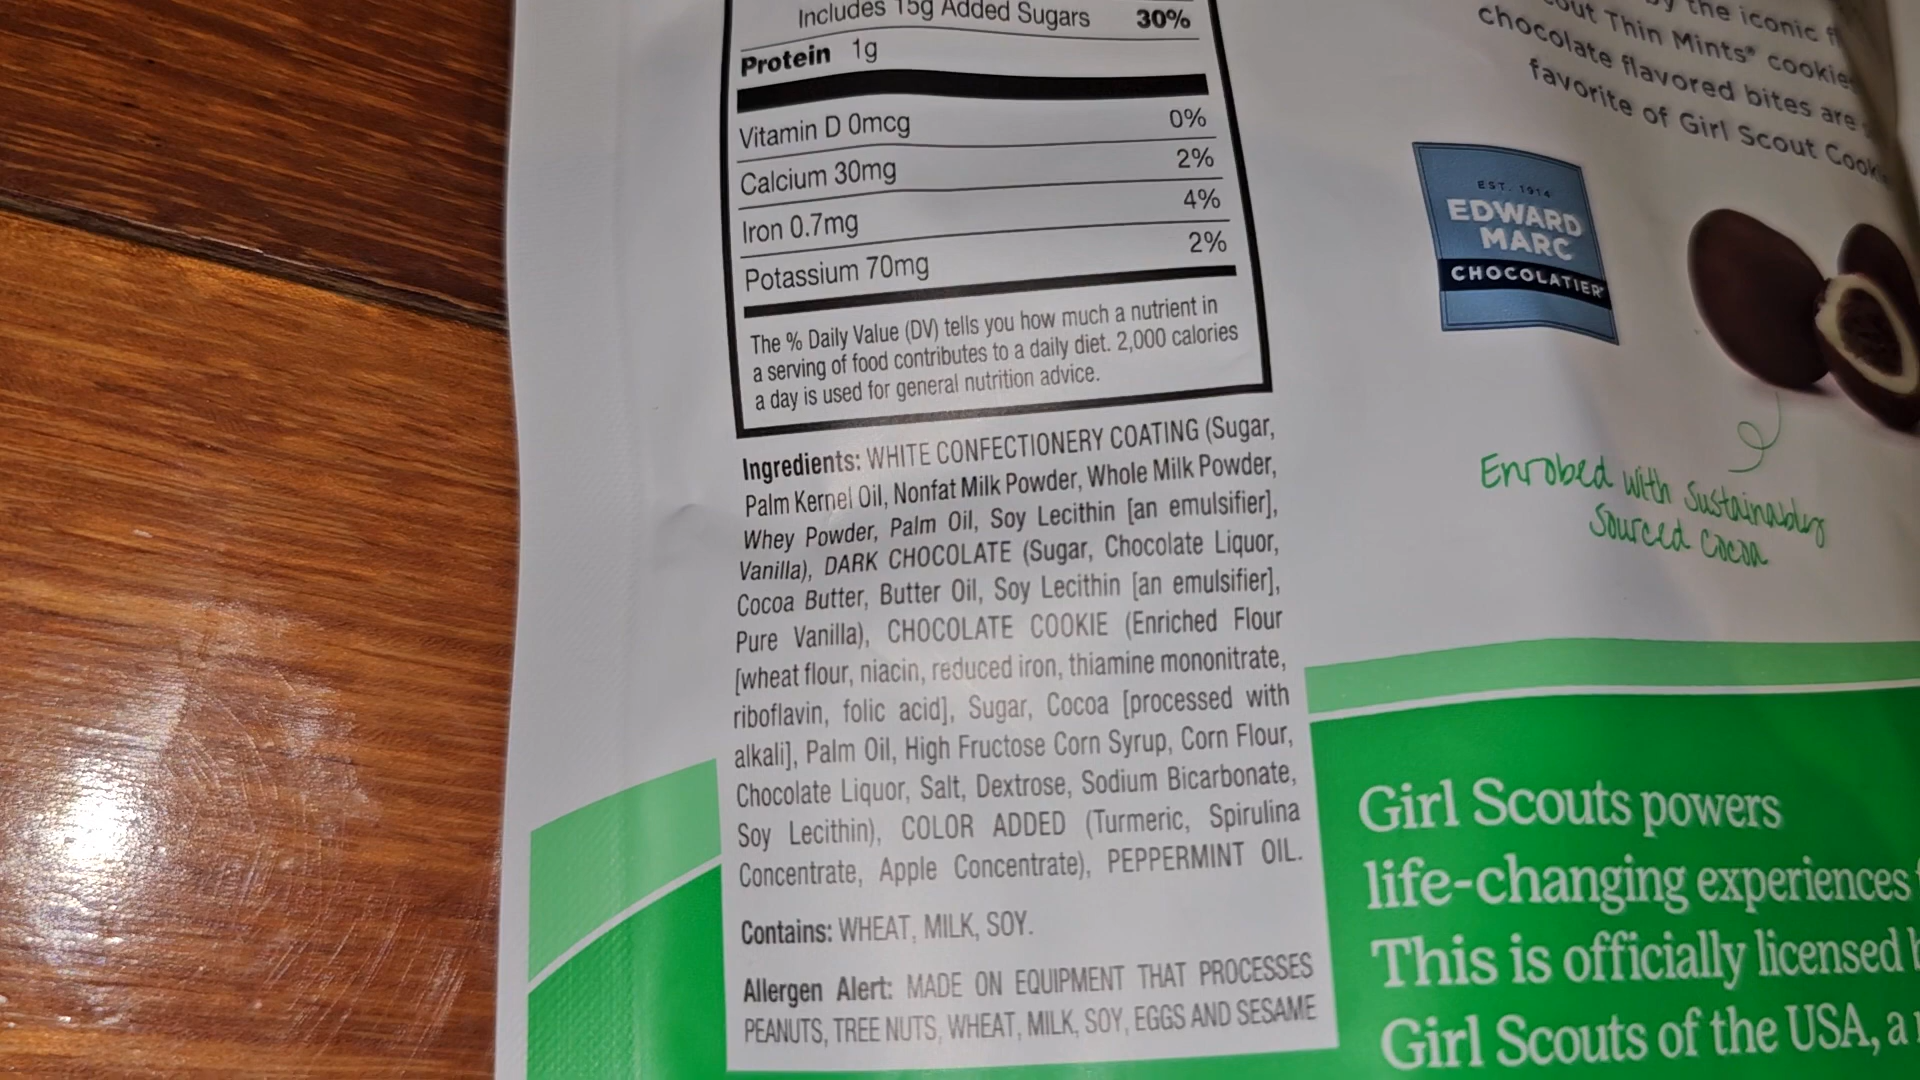 Includes 15g Added Sugars 30%
Protein 1g
Vitamin D 0mcg 0%
Calcium 30mg 2%
Iron 0.7mg 4%
Potassium 70mg 2%
The % Daily Value (DV) tells you how much a nutrient in
a serving of food contributes to a daily diet. 2,000 calories
a day is used for general nutrition advice.
Ingredients: WHITE CONFECTIONERY COATING (Sugar,
Palm Kernel Oil, Nonfat Milk Powder, Whole Milk Powder,
Whey Powder, Palm Oil, Soy Lecithin [an emulsifier],
Vanilla), DARK CHOCOLATE (Sugar, Chocolate Liquor,
Cocoa Butter, Butter Oil, Soy Lecithin [an emulsifier],
Pure Vanilla), CHOCOLATE COOKIE (Enriched Flour
[wheat flour, niacin, reduced iron, thiamine mononitrate,
riboflavin, folic acid], Sugar, Cocoa [processed with
alkali], Palm Oil, High Fructose Corn Syrup, Corn Flour,
Chocolate Liquor, Salt, Dextrose, Sodium Bicarbonate,
Soy Lecithin), COLOR ADDED (Turmeric, Spirulina
Concentrate, Apple Concentrate), PEPPERMINT OIL.
Contains: WHEAT, MILK, SOY.
Allergen Alert: MADE ON EQUIPMENT THAT PROCESSES
PEANUTS, TREE NUTS, WHEAT, MILK, SOY, EGGS AND SESAME
the iconic
Thin Mints® cookie
chocolate flavored bites are
favorite of Girl Scout
EST. 1914
EDWARD
MARC
CHOCOLATIER
Enrobed with Sustainably
Sourced Cocoa
Girl Scouts powers
life-changing experiences
This is officially licensed
Girl Scouts of the USA,